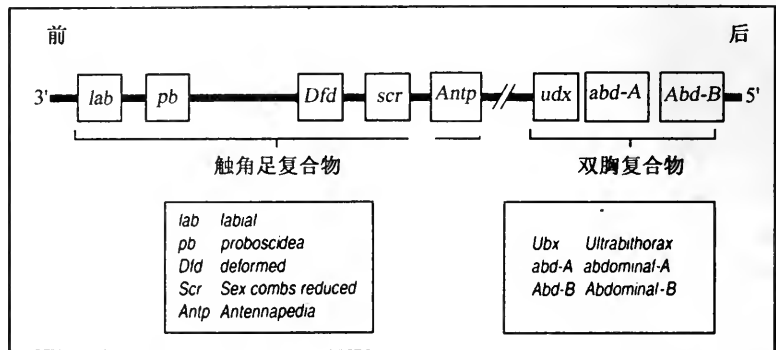 前 后
3' lab pb Dfd scr Antp udx abd-A Abd-B 5'
触角足复合物 双胸复合物
lab labial
pb proboscidea
Dfd deformed
Scr Sex combs reduced
Antp Antennapedia
Ubx Ultrabithorax
abd-A abdominal-A
Abd-B Abdominal-B